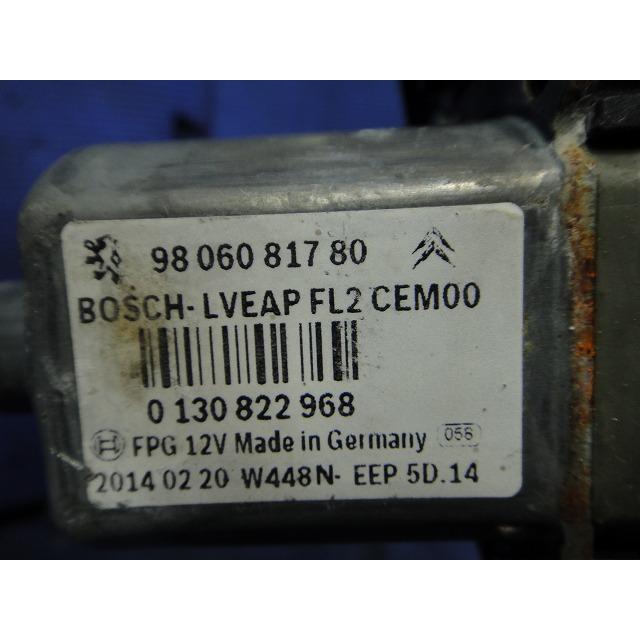 98 060 817 80
BOSCH- LVEAP FL2 CEM00
0 130 822 968
FPG 12V Made in Germany 056
2014 02 20 W448N- EEP 5D.14